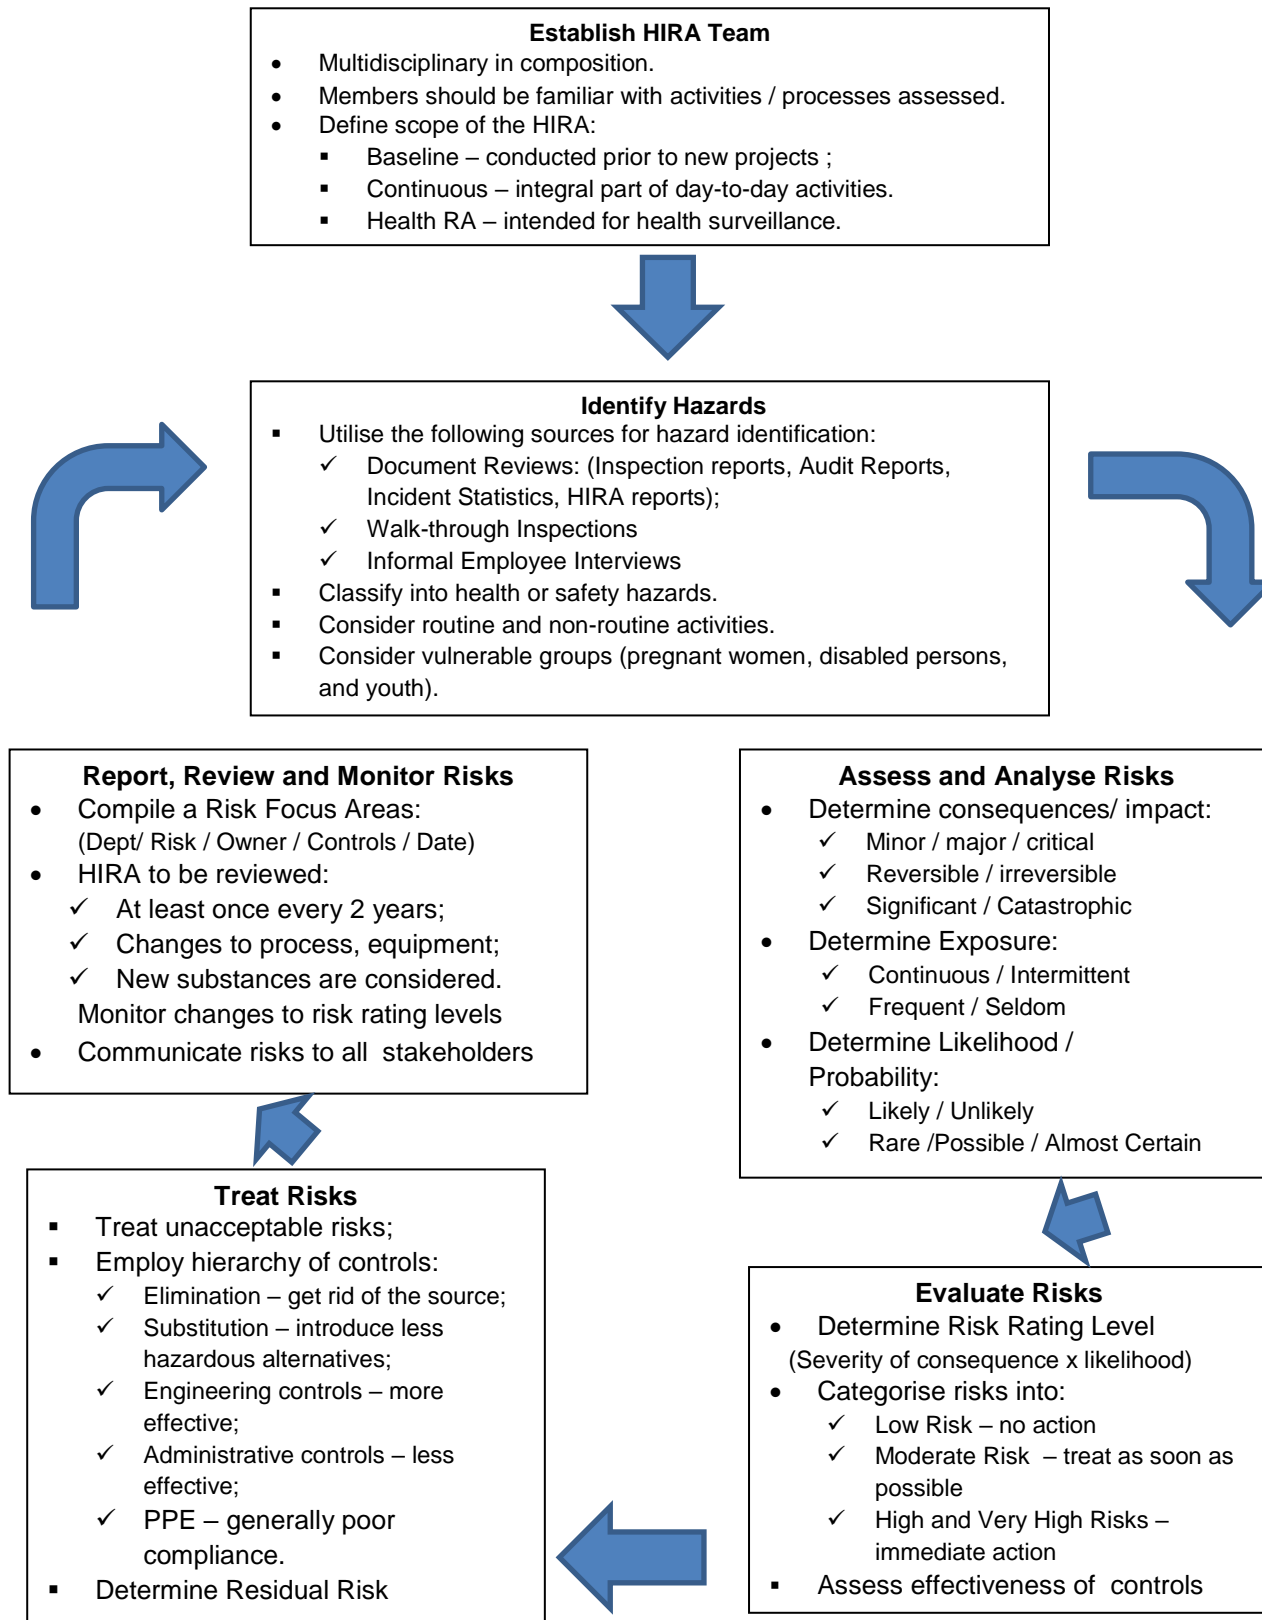 Establish HIRA Team
• Multidisciplinary in composition.
• Members should be familiar with activities / processes assessed.
• Define scope of the HIRA:
▪ Baseline – conducted prior to new projects ;
▪ Continuous – integral part of day-to-day activities.
▪ Health RA – intended for health surveillance.
Identify Hazards
▪ Utilise the following sources for hazard identification:
✓ Document Reviews: (Inspection reports, Audit Reports,
Incident Statistics, HIRA reports);
✓ Walk-through Inspections
✓ Informal Employee Interviews
▪ Classify into health or safety hazards.
▪ Consider routine and non-routine activities.
▪ Consider vulnerable groups (pregnant women, disabled persons,
and youth).
Assess and Analyse Risks
• Determine consequences/ impact:
✓ Minor / major / critical
✓ Reversible / irreversible
✓ Significant / Catastrophic
• Determine Exposure:
✓ Continuous / Intermittent
✓ Frequent / Seldom
• Determine Likelihood /
Probability:
✓ Likely / Unlikely
✓ Rare /Possible / Almost Certain
Evaluate Risks
• Determine Risk Rating Level
(Severity of consequence x likelihood)
• Categorise risks into:
✓ Low Risk – no action
✓ Moderate Risk – treat as soon as
possible
✓ High and Very High Risks –
immediate action
▪ Assess effectiveness of controls
Treat Risks
▪ Treat unacceptable risks;
▪ Employ hierarchy of controls:
✓ Elimination – get rid of the source;
✓ Substitution – introduce less
hazardous alternatives;
✓ Engineering controls – more
effective;
✓ Administrative controls – less
effective;
✓ PPE – generally poor
compliance.
▪ Determine Residual Risk
Report, Review and Monitor Risks
• Compile a Risk Focus Areas:
(Dept/ Risk / Owner / Controls / Date)
• HIRA to be reviewed:
✓ At least once every 2 years;
✓ Changes to process, equipment;
✓ New substances are considered.
Monitor changes to risk rating levels
• Communicate risks to all stakeholders